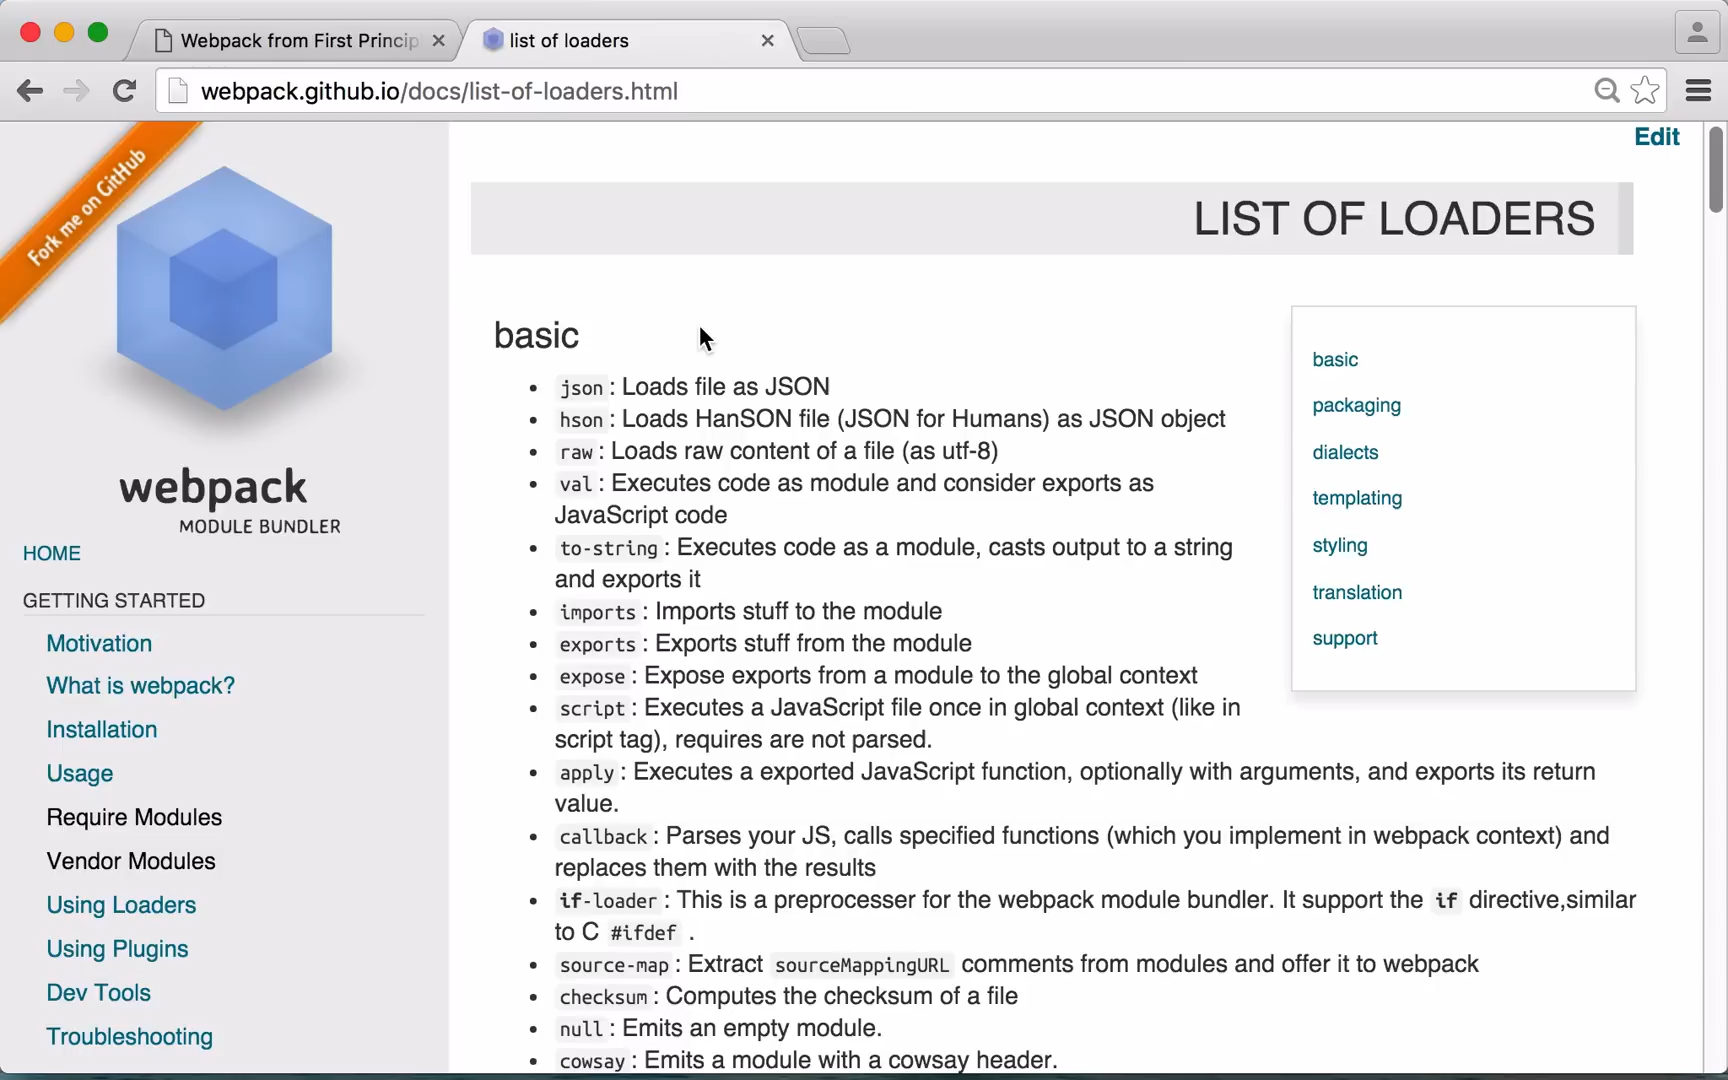 Webpack from First Princip
list of loaders
webpack.github.io/docs/list-of-loaders.html
Fork me on GitHub
webpack
MODULE BUNDLER
HOME
GETTING STARTED
Motivation
What is webpack?
Installation
Usage
Require Modules
Vendor Modules
Using Loaders
Using Plugins
Dev Tools
Troubleshooting
Edit
LIST OF LOADERS
basic
json : Loads file as JSON
hson : Loads HanSON file (JSON for Humans) as JSON object
raw : Loads raw content of a file (as utf-8)
val : Executes code as module and consider exports as
JavaScript code
to-string : Executes code as a module, casts output to a string
and exports it
imports : Imports stuff to the module
exports : Exports stuff from the module
expose : Expose exports from a module to the global context
script : Executes a JavaScript file once in global context (like in
script tag), requires are not parsed.
apply : Executes a exported JavaScript function, optionally with arguments, and exports its return
value.
callback : Parses your JS, calls specified functions (which you implement in webpack context) and
replaces them with the results
if-loader : This is a preprocesser for the webpack module bundler. It support the if directive,similar
to C #ifdef .
source-map : Extract sourceMappingURL comments from modules and offer it to webpack
checksum : Computes the checksum of a file
null : Emits an empty module.
cowsay : Emits a module with a cowsay header.
basic
packaging
dialects
templating
styling
translation
support